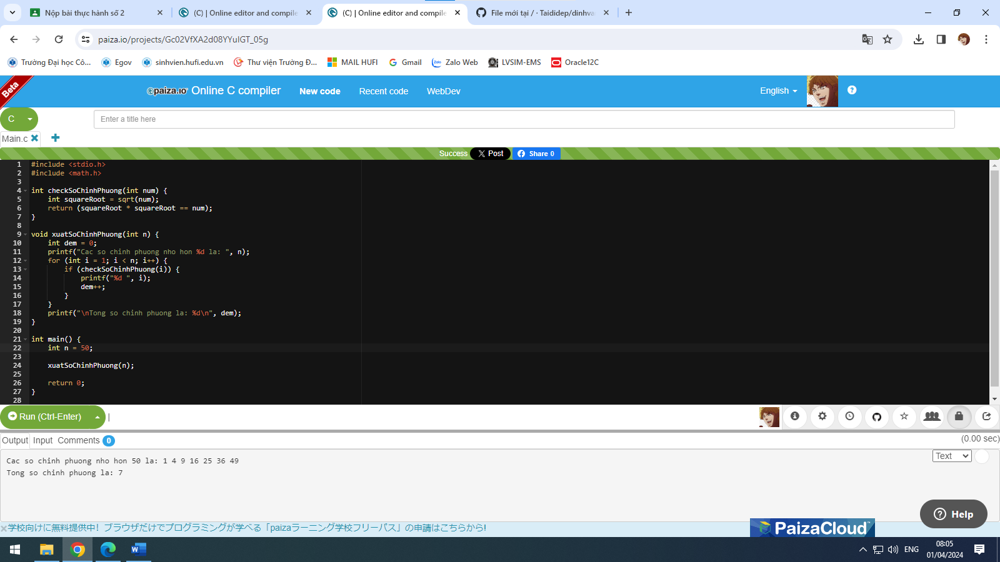 Nộp bài thực hành số 2
(C) | Online editor and compile
(C) | Online editor and compile
File mới tại / · Taididep/dinhva
paiza.io/projects/Gc02VfXA2d08YYuIGT_05g
Trường Đại học Cô...
Egov
sinhvien.hufi.edu.vn
Thư viện Trường Đ...
MAIL HUFI
Gmail
Zalo Web
LVSIM-EMS
Oracle12C
Beta
paiza.io Online C compiler
New code
Recent code
WebDev
English
C
Enter a title here
Main.c
Success
Post
Share 0
1 #include <stdio.h>
2 #include <math.h>
3
4 int checkSoChinhPhuong(int num) {
5 int squareRoot = sqrt(num);
6 return (squareRoot * squareRoot == num);
7 }
8
9 void xuatSoChinhPhuong(int n) {
10 int dem = 0;
11 printf("Cac so chinh phuong nho hon %d la: ", n);
12 for (int i = 1; i < n; i++) {
13 if (checkSoChinhPhuong(i)) {
14 printf("%d ", i);
15 dem++;
16 }
17 }
18 printf("\nTong so chinh phuong la: %d\n", dem);
19 }
20
21 int main() {
22 int n = 50;
23
24 xuatSoChinhPhuong(n);
25
26 return 0;
27 }
28
Run (Ctrl-Enter)
Output
Input
Comments 0
(0.00 sec)
Text
Cac so chinh phuong nho hon 50 la: 1 4 9 16 25 36 49
Tong so chinh phuong la: 7
Help
学校向けに無料提供中！ブラウザだけでプログラミングが学べる「paizaラーニング学校フリーパス」の申請はこちらから!
PaizaCloud
ENG
08:05
01/04/2024